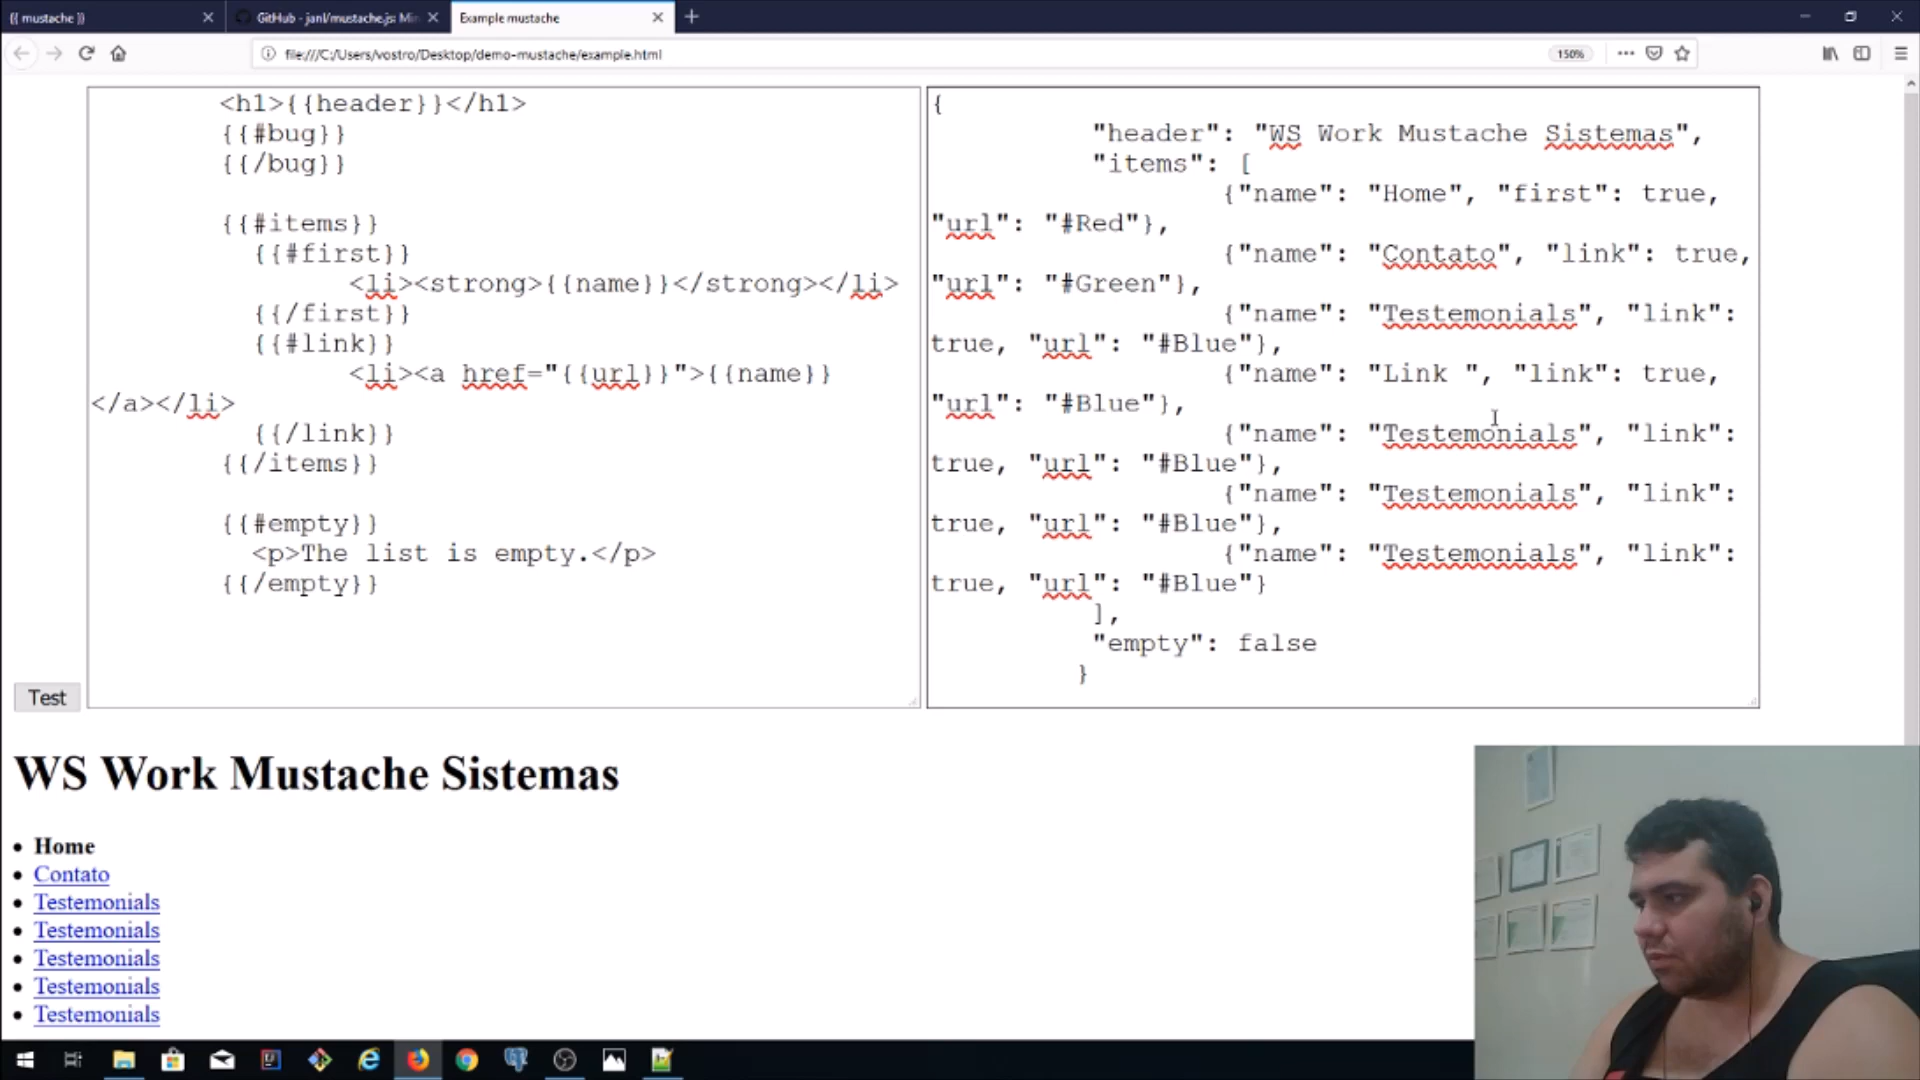 {{ mustache }}
GitHub - janl/mustache.js: Min
Example mustache
file:///C:/Users/vostro/Desktop/demo-mustache/example.html
150%
<h1>{{header}}</h1>
{{#bug}}
{{/bug}}
{{#items}}
{{#first}}
<li><strong>{{name}}</strong></li>
{{/first}}
{{#link}}
<li><a href="{{url}}">{{name}}
</a></li>
{{/link}}
{{/items}}
{{#empty}}
<p>The list is empty.</p>
{{/empty}}
{
"header": "WS Work Mustache Sistemas",
"items": [
{"name": "Home", "first": true,
"url": "#Red"},
{"name": "Contato", "link": true,
"url": "#Green"},
{"name": "Testemonials", "link":
true, "url": "#Blue"},
{"name": "Link ", "link": true,
"url": "#Blue"},
{"name": "Testemonials", "link":
true, "url": "#Blue"},
{"name": "Testemonials", "link":
true, "url": "#Blue"},
{"name": "Testemonials", "link":
true, "url": "#Blue"}
],
"empty": false
}
Test
WS Work Mustache Sistemas
Home
Contato
Testemonials
Testemonials
Testemonials
Testemonials
Testemonials